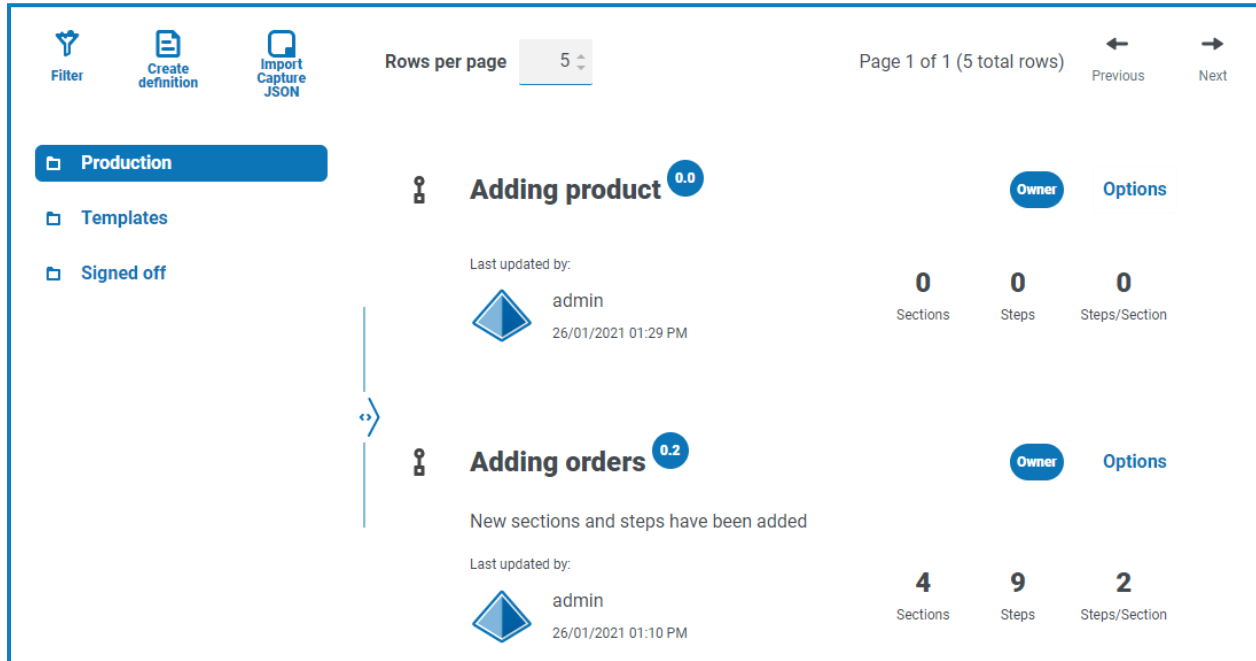 Filter
Create
definition
Import
Capture
JSON
Rows per page 5
Page 1 of 1 (5 total rows)
Previous
Next
Production
Templates
Signed off
Adding product 0.0
Owner
Options
Last updated by:
admin
26/01/2021 01:29 PM
0
Sections
0
Steps
0
Steps/Section
Adding orders 0.2
Owner
Options
New sections and steps have been added
Last updated by:
admin
26/01/2021 01:10 PM
4
Sections
9
Steps
2
Steps/Section